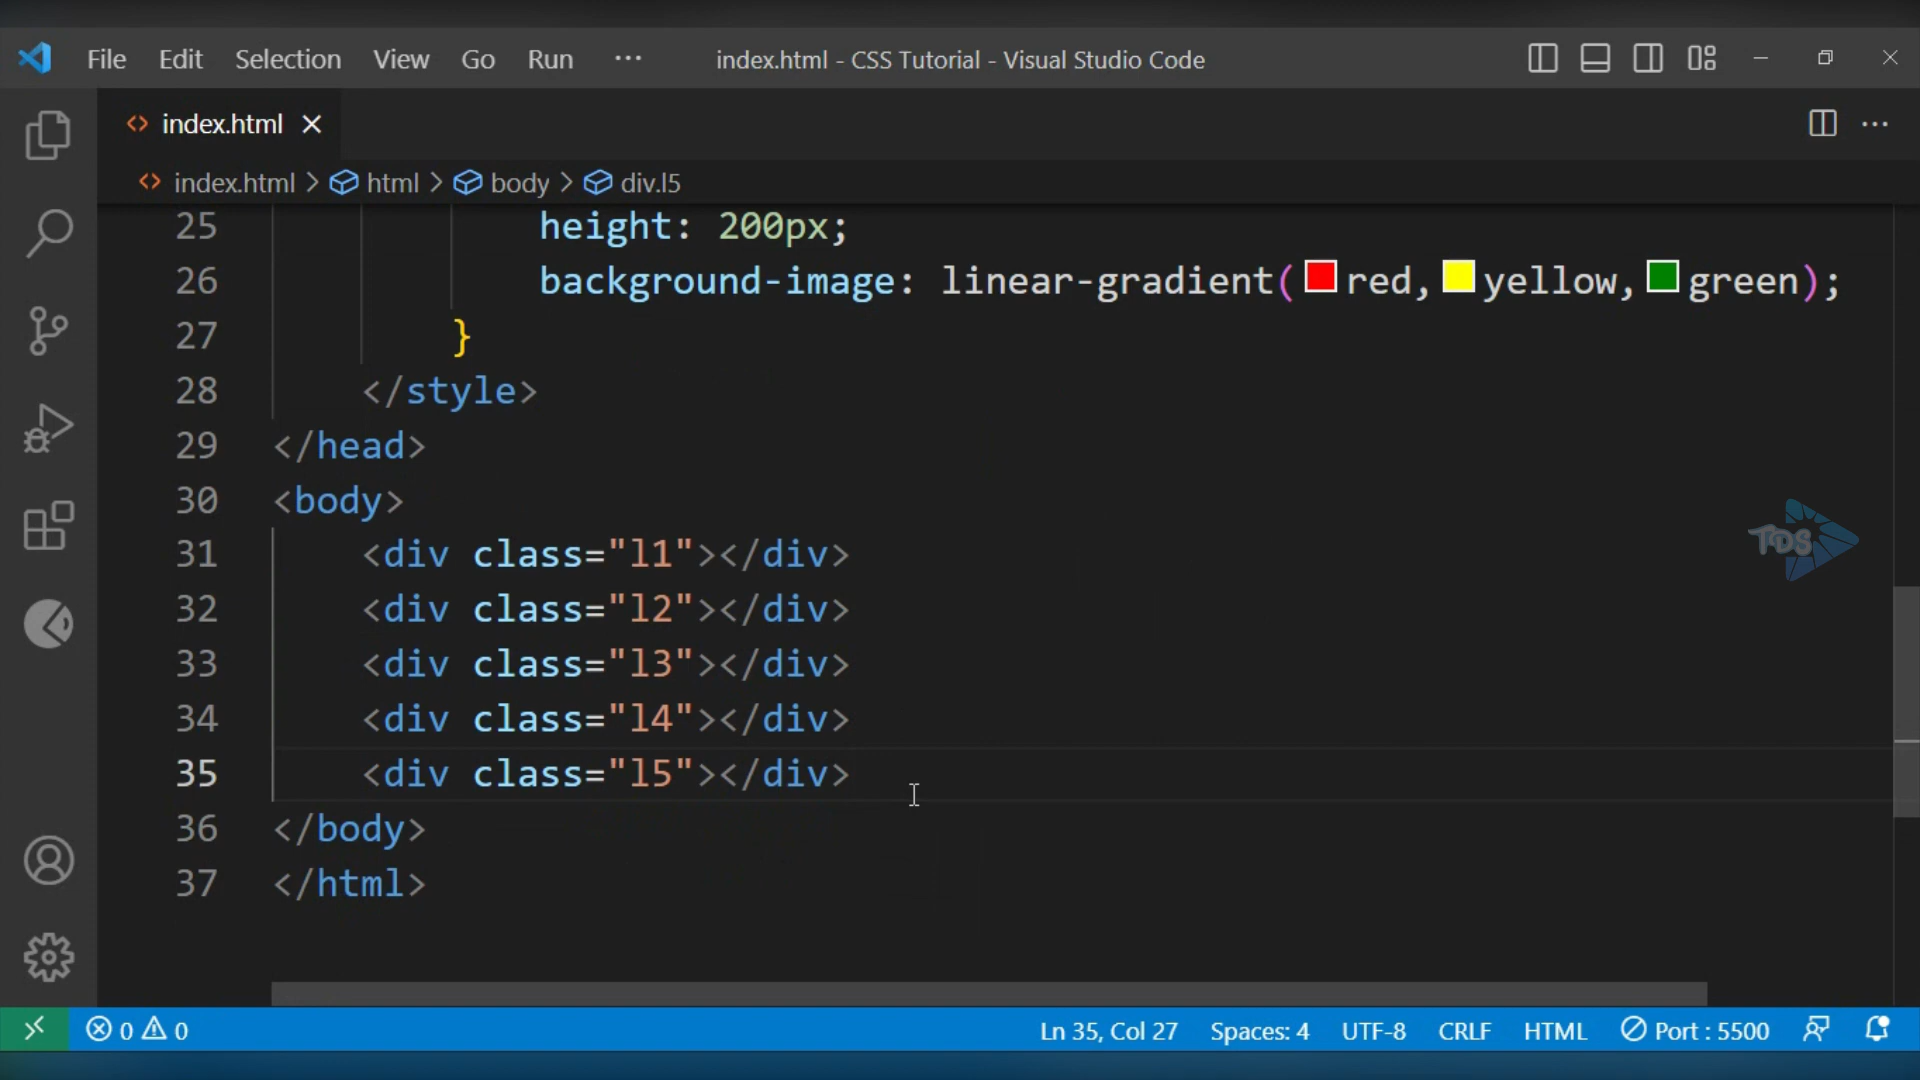 File Edit Selection View Go Run ··· index.html - CSS Tutorial - Visual Studio Code
index.html
index.html > html > body > div.l5
25 height: 200px;
26 background-image: linear-gradient(red,yellow,green);
27 }
28 </style>
29 </head>
30 <body>
31 <div class="l1"></div>
32 <div class="l2"></div>
33 <div class="l3"></div>
34 <div class="l4"></div>
35 <div class="l5"></div>
36 </body>
37 </html>
TDS
0 0 Ln 35, Col 27 Spaces: 4 UTF-8 CRLF HTML Port : 5500